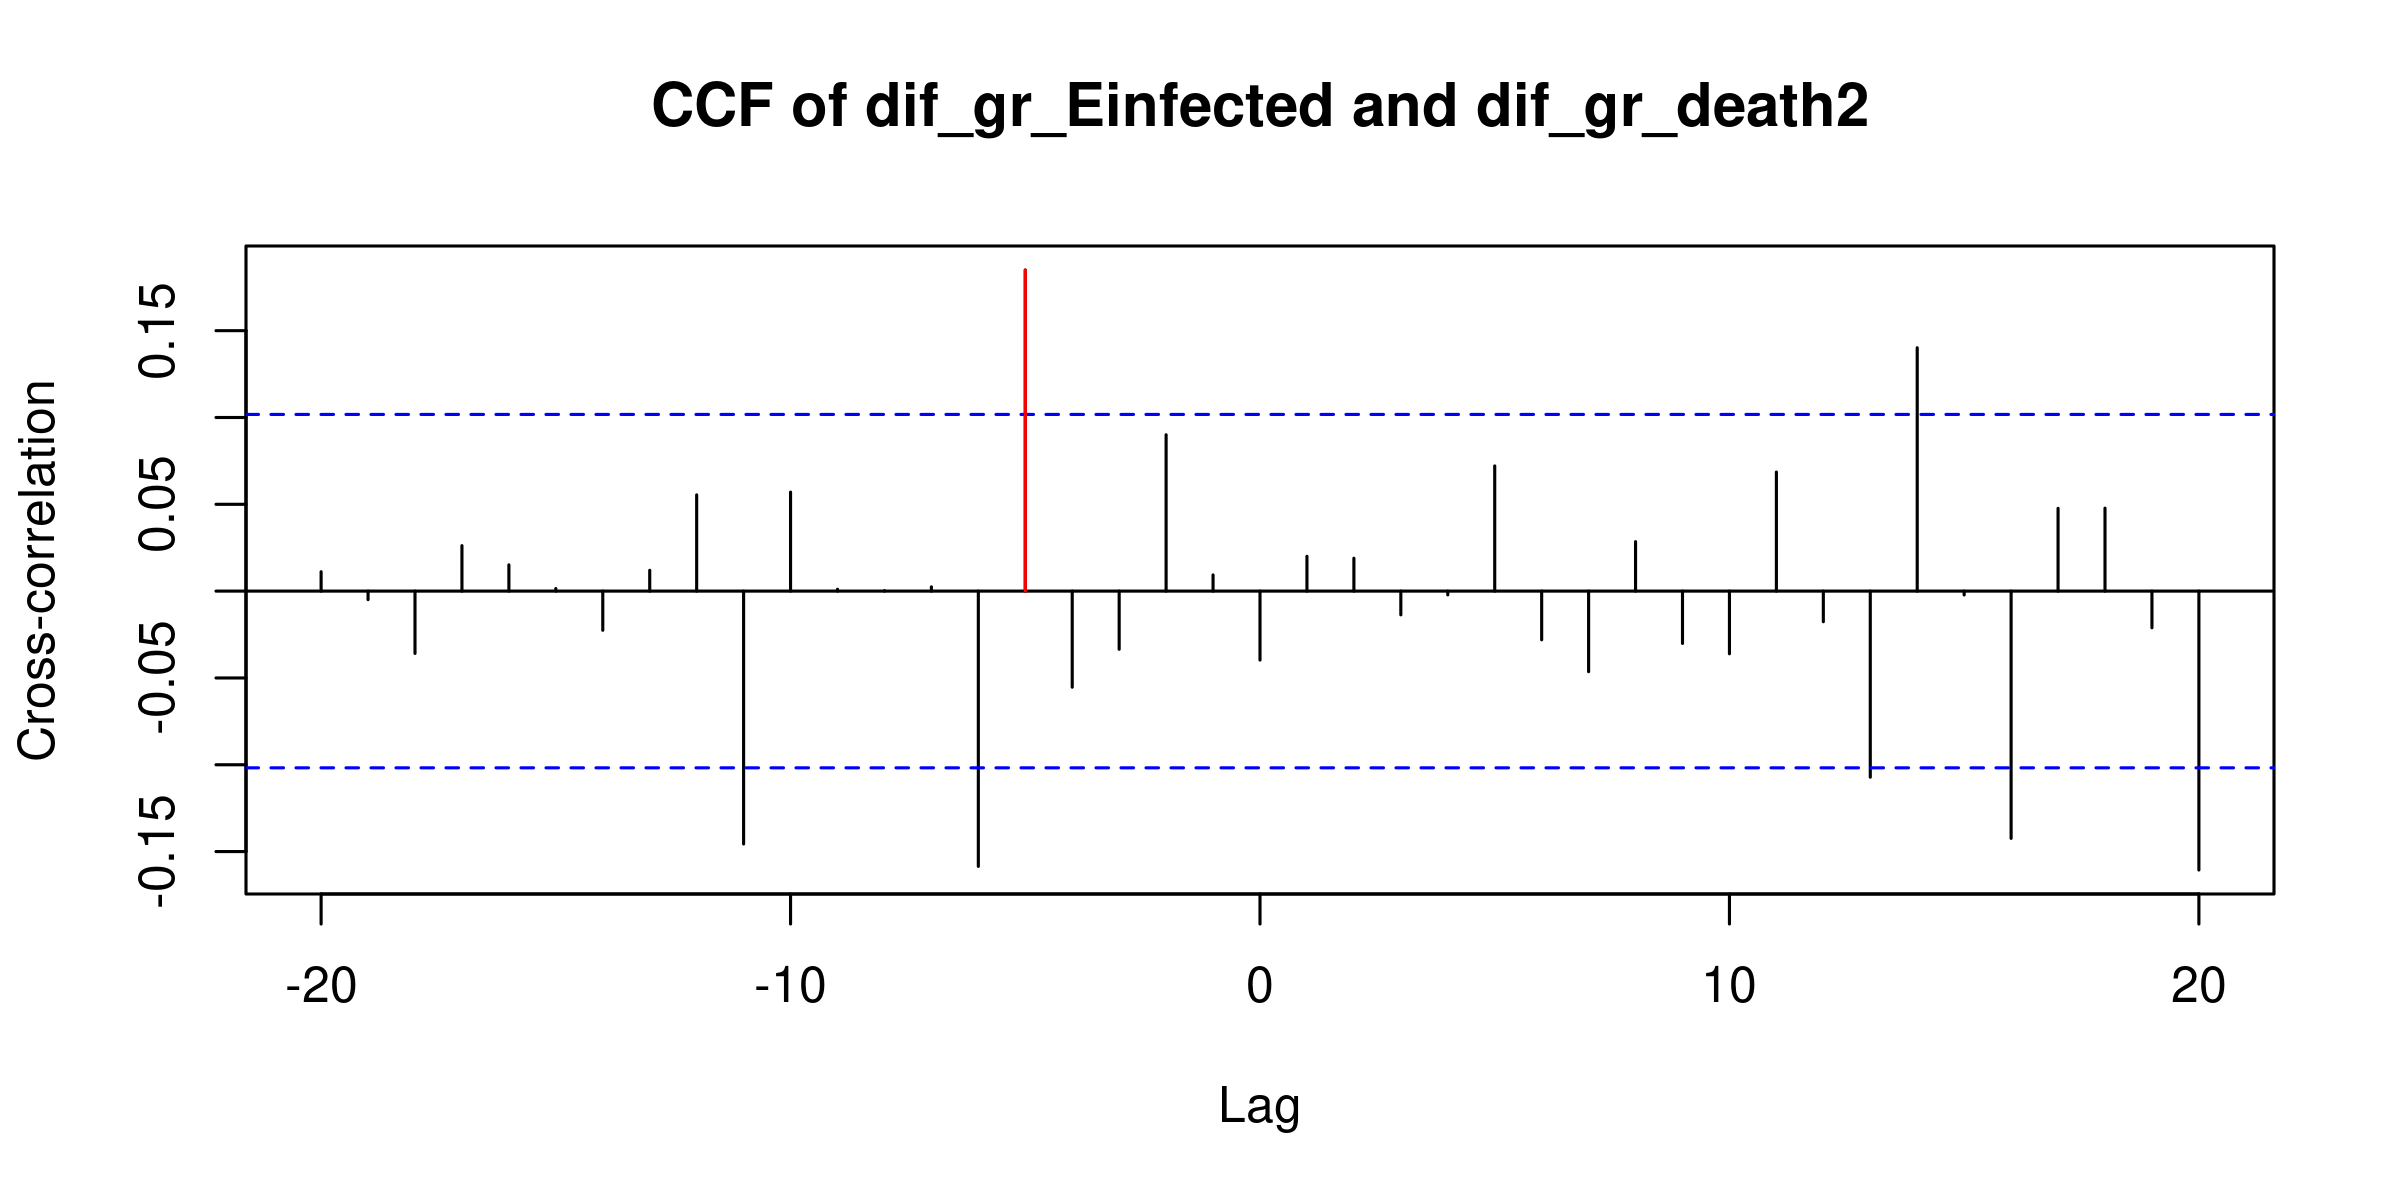 CCF of dif_gr_Einfected and dif_gr_death2
Cross-correlation
0.15
0.05
-0.05
-0.15
-20 -10 0 10 20
Lag